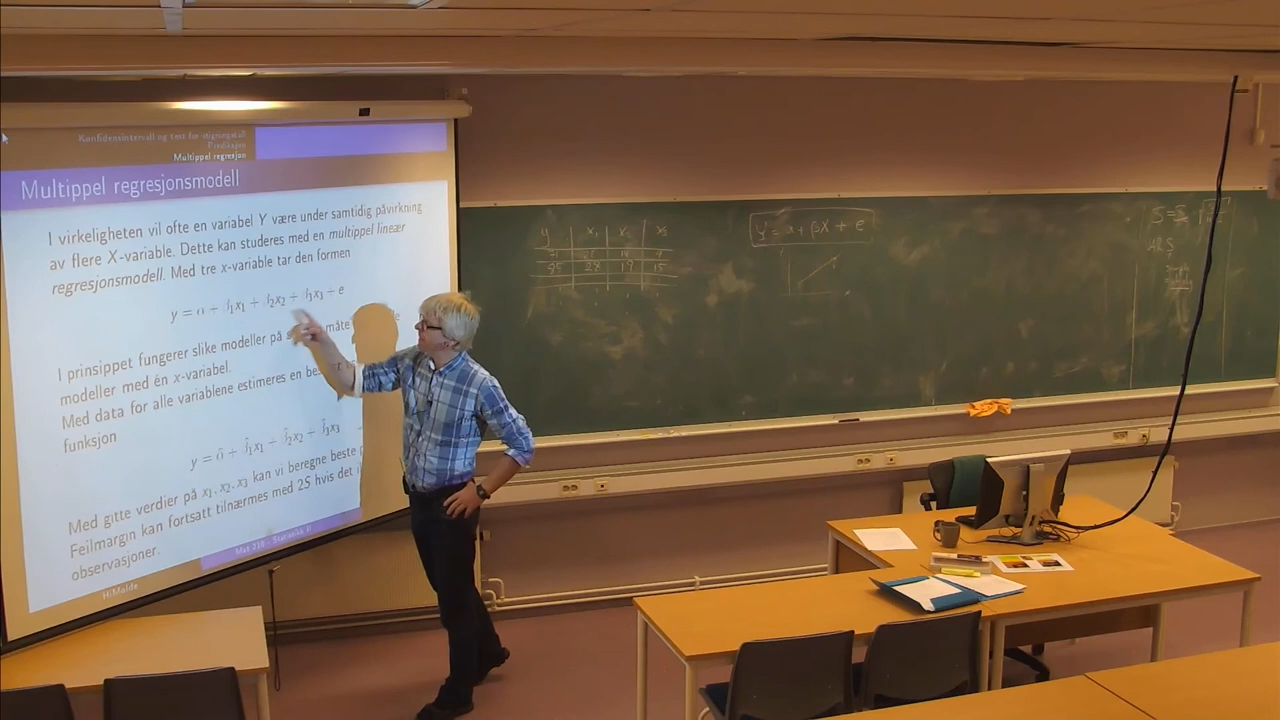 Konfidensintervall og test for stigningstall
Prediksjon
Multippel regresjon
Multippel regresjonsmodell
I virkeligheten vil ofte en variabel Y være under samtidig påvirkning
av flere X-variable. Dette kan studeres med en multippel lineær
regresjonsmodell. Med tre x-variable tar den formen
y = α + β₁x₁ + β₂x₂ + β₃x₃ + e
I prinsippet fungerer slike modeller på måte
modeller med én x-variabel.
Med data for alle variablene estimeres en
funksjon
y = α̂ + β̂₁x₁ + β̂₂x₂ + β̂₃x₃
Med gitte verdier på x₁, x₂, x₃ kan vi beregne beste
Feilmargin kan fortsatt tilnærmes med 2S hvis det
observasjoner.
Mat 210 - Statistikk II
HiMolde
y x₁ x₂ x₃
85 28 19 15
y = α + βX + e